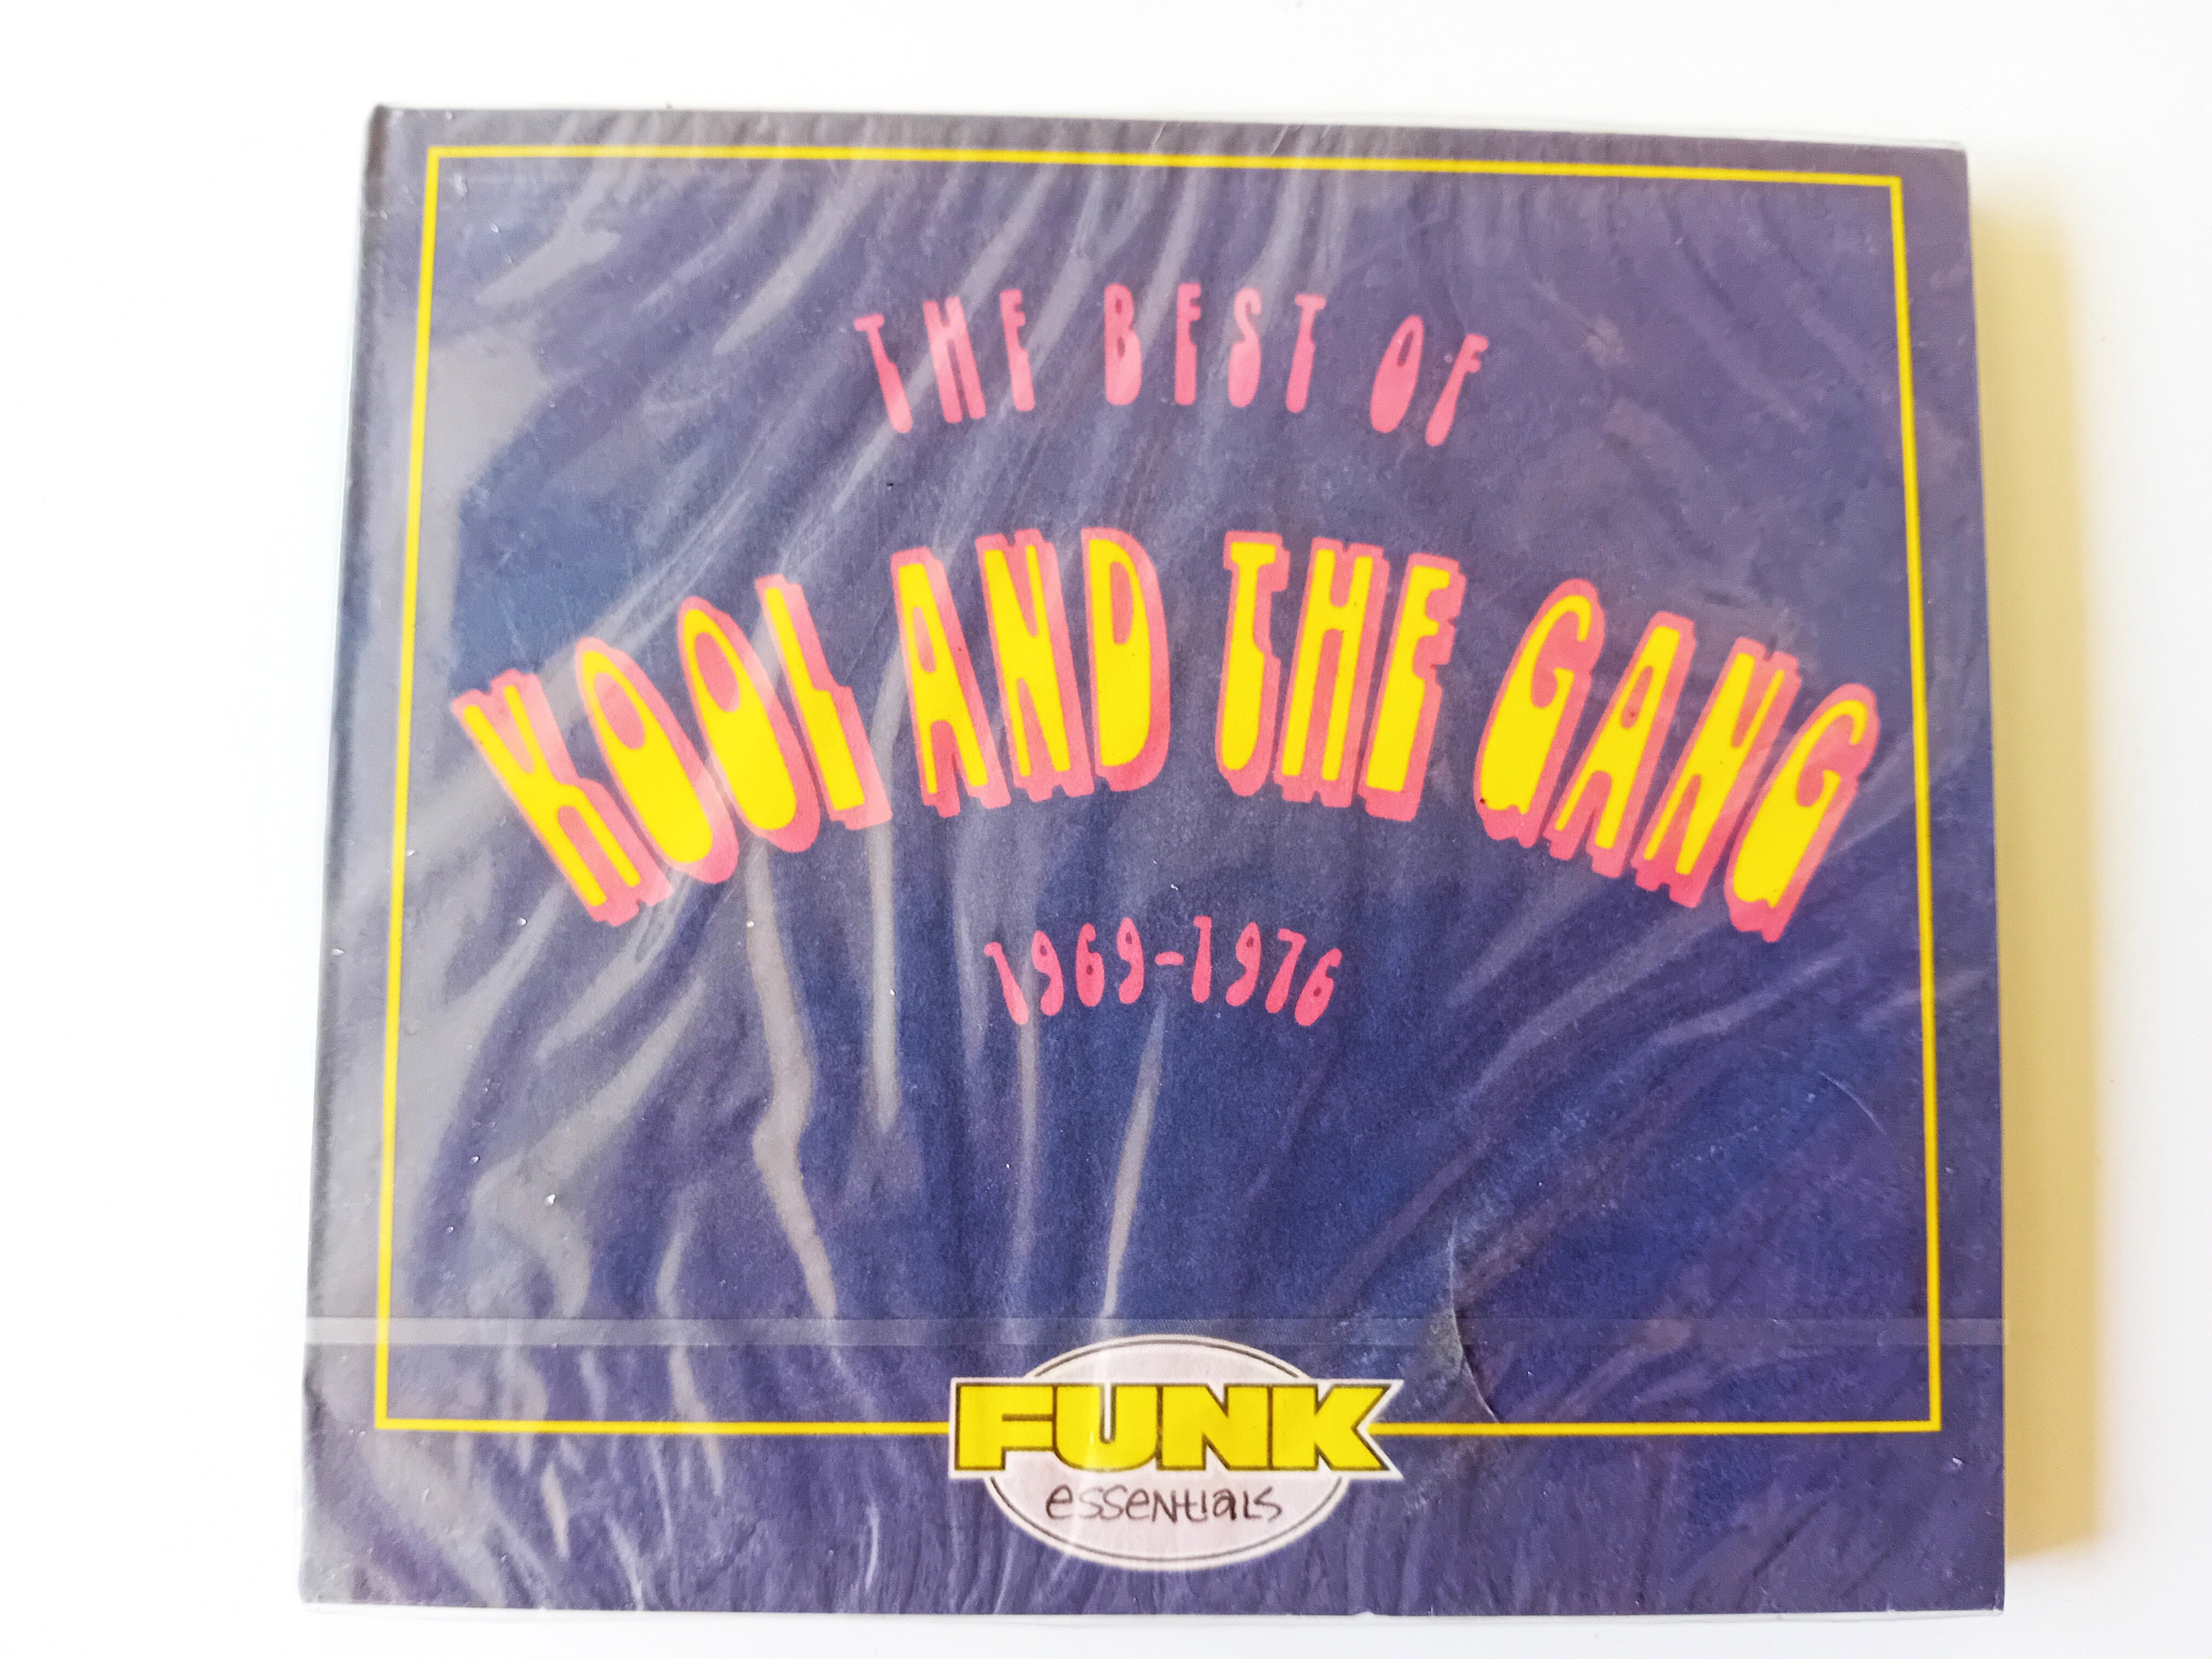 THE BEST OF
KOOL AND THE GANG
1969-1976
FUNK
essentials